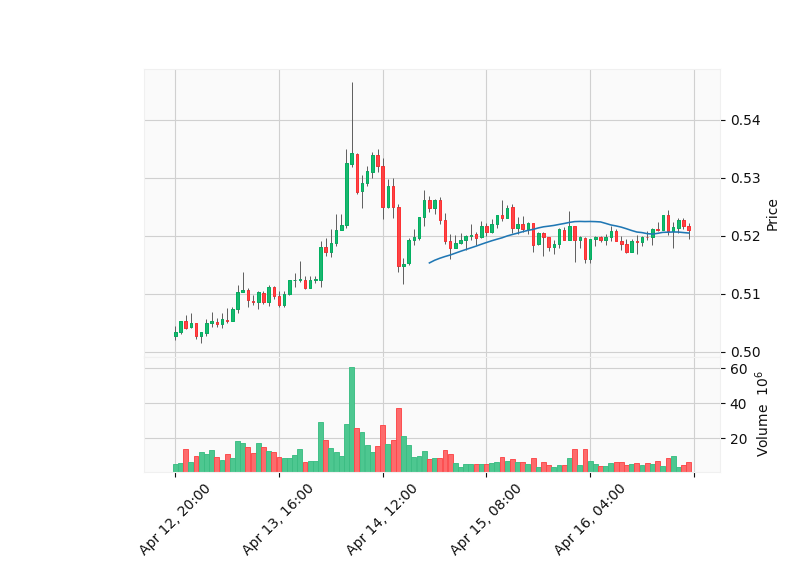 0.54
0.53
0.52
0.51
0.50
Price
60
40
20
Volume 10^6
Apr 12, 20:00
Apr 13, 16:00
Apr 14, 12:00
Apr 15, 08:00
Apr 16, 04:00